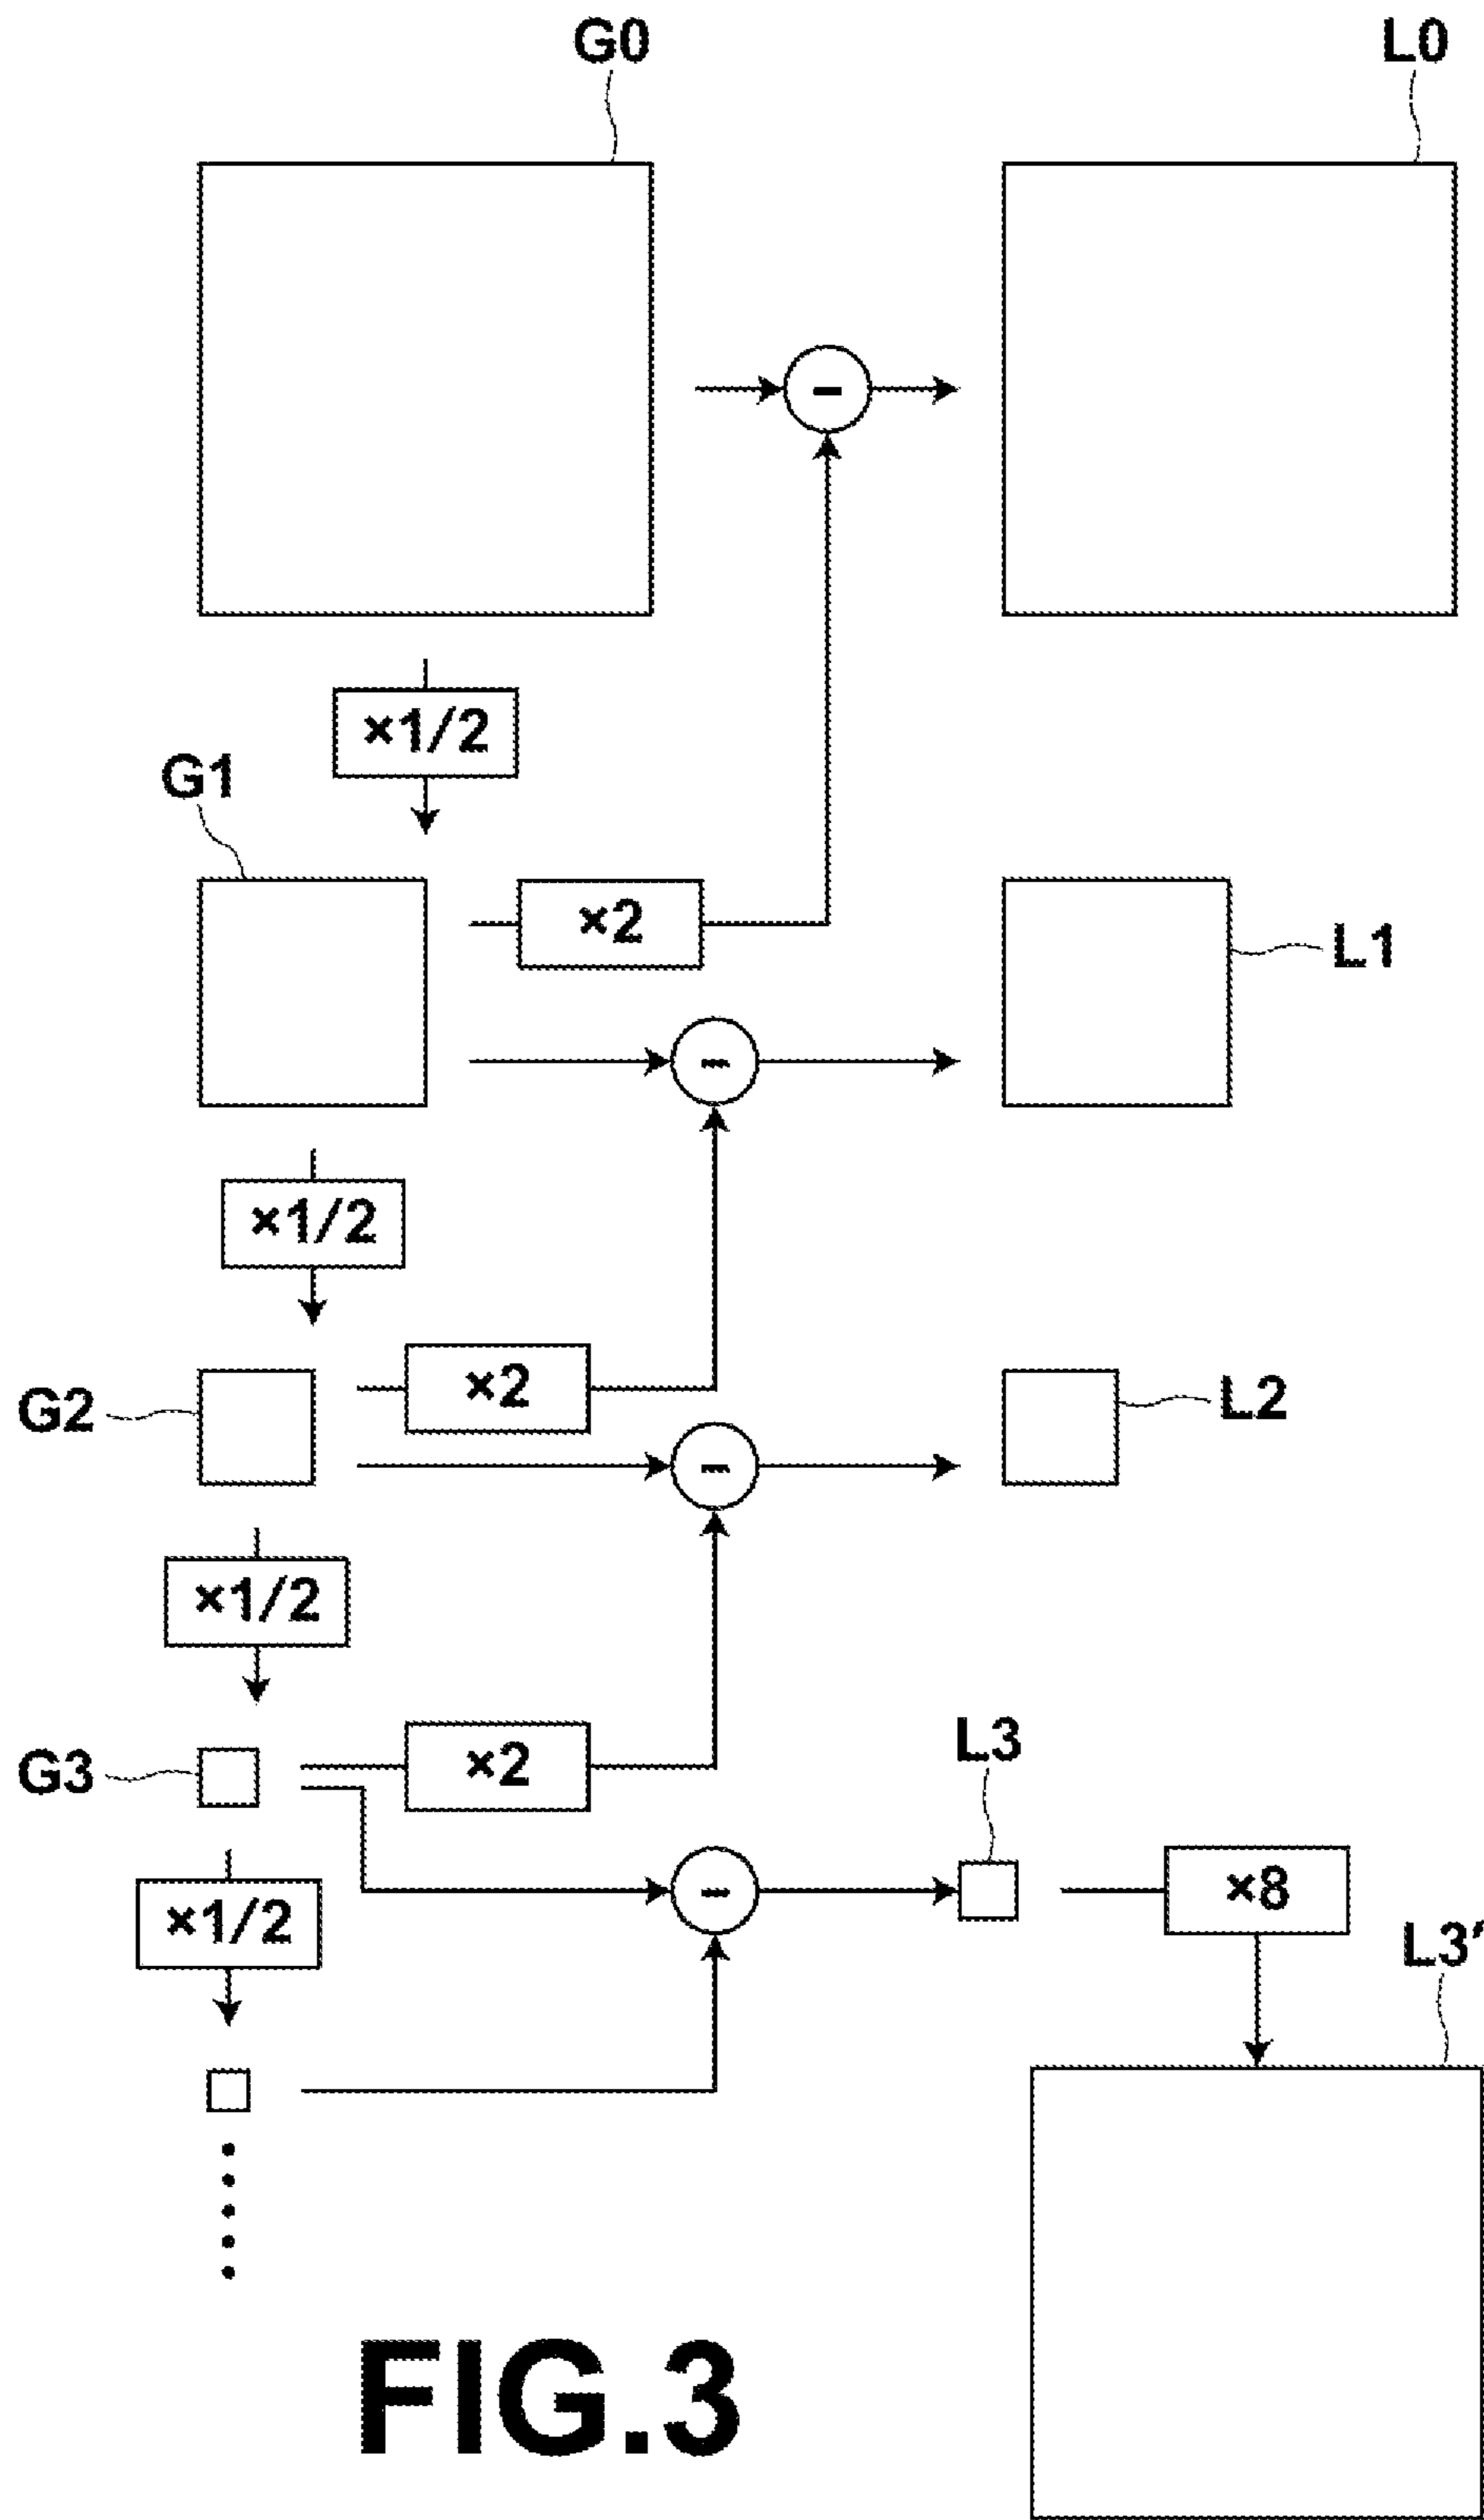 G0
L0
×1/2
G1
×2
L1
×1/2
G2
×2
L2
×1/2
G3
×2
L3
×1/2
×8
L3'
FIG.3